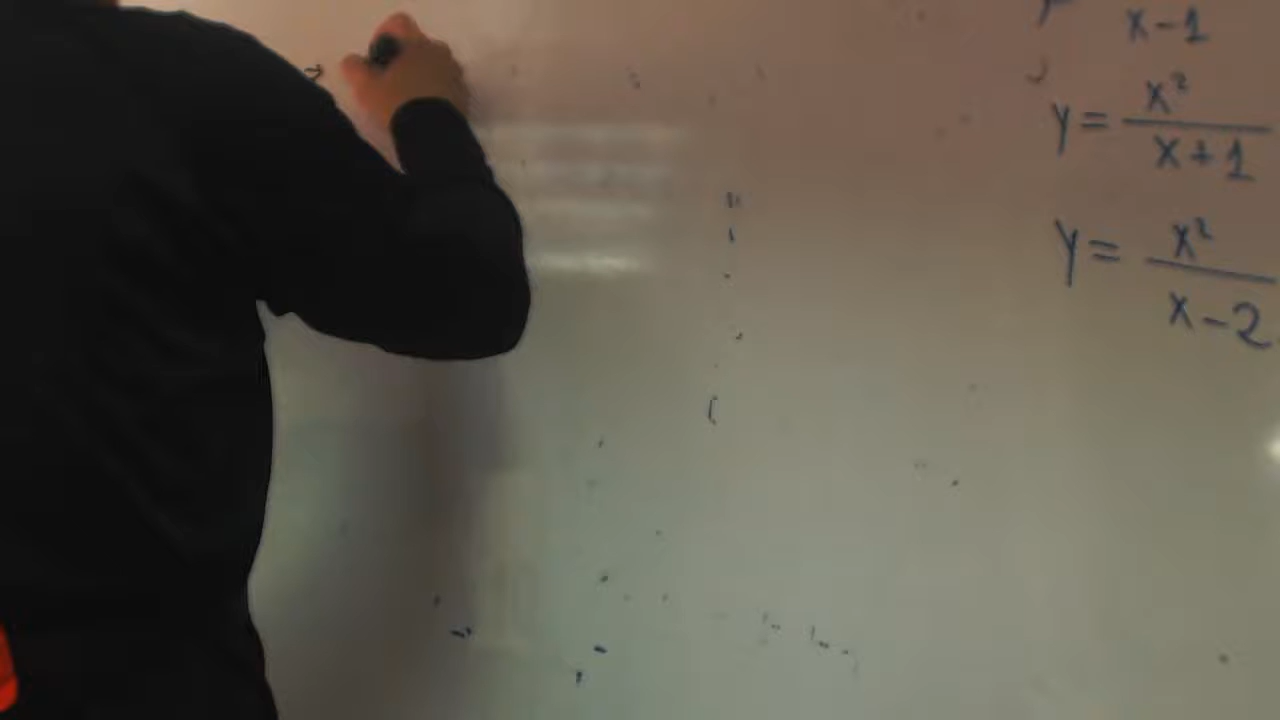 x-1
y = x² / x+1
y = x² / x-2